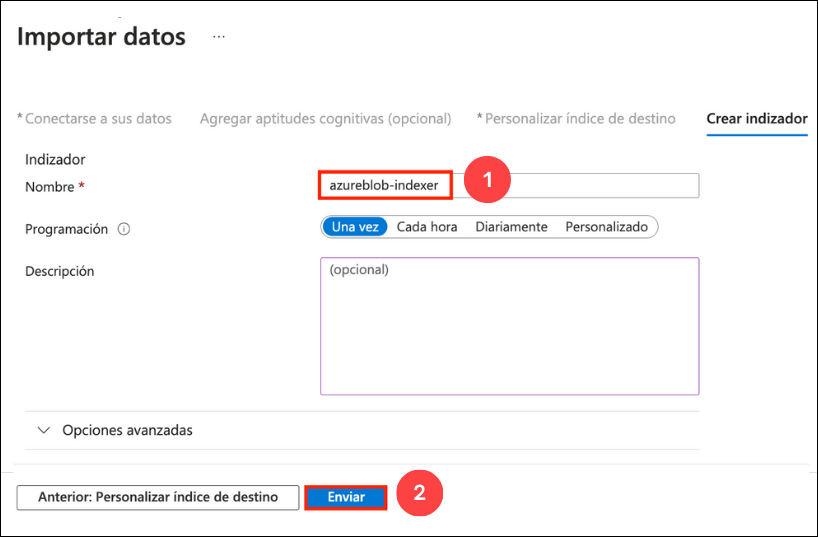 Importar datos ...
* Conectarse a sus datos Agregar aptitudes cognitivas (opcional) * Personalizar índice de destino Crear indizador
Indizador
Nombre * azureblob-indexer 1
Programación Una vez Cada hora Diariamente Personalizado
Descripción (opcional)
Opciones avanzadas
Anterior: Personalizar índice de destino Enviar 2